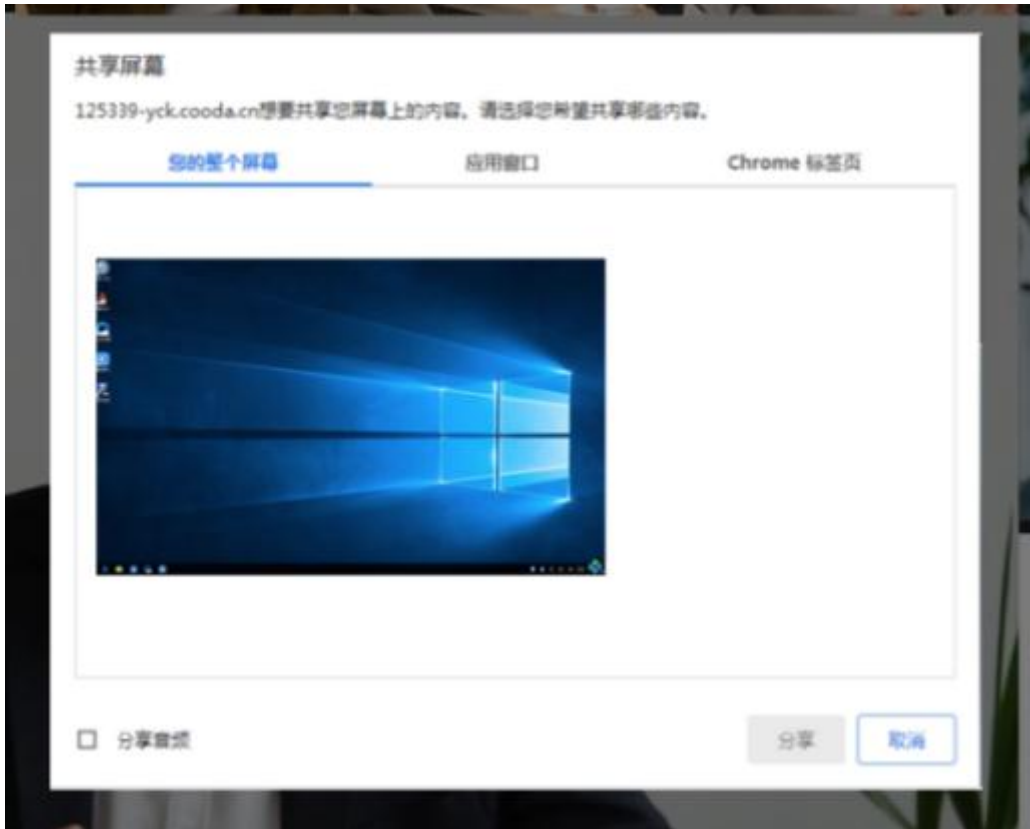 共享屏幕
125339-yck.cooda.cn想要共享您屏幕上的内容。请选择您希望共享哪些内容。
您的整个屏幕
应用窗口
Chrome 标签页
分享音频
分享
取消